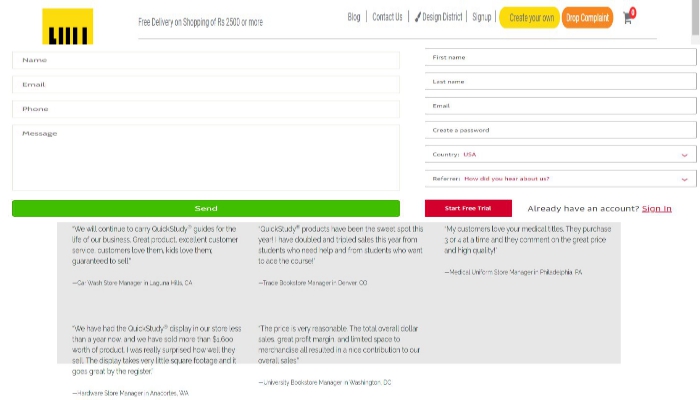 Free Delivery on Shopping of Rs 2500 or more
Blog | Contact Us | Design District | Signup | Create your own Drop Complaint 0
Name
Email
Phone
Message
Send
First name
Last name
Email
Create a password
Country: USA
Referrer: How did you hear about us?
Start Free Trial Already have an account? Sign In
"We will continue to carry QuickStudy® guides for the
life of our business. Great product, excellent customer
service, customers love them, kids love them;
guaranteed to sell"
—Car Wash Store Manager in Laguna Hills, CA
"QuickStudy® products have been the sweet spot this
year! I have doubled and tripled sales this year from
students who need help and from students who want
to ace the course!"
—Trade Bookstore Manager in Denver, CO
"My customers love your medical titles. They purchase
3 or 4 at a time and they comment on the great price
and high quality!"
—Medical Uniform Store Manager in Philadelphia, PA
"We have had the QuickStudy® display in our store less
than a year now, and we have sold more than $1,600
worth of product. I was really surprised how well they
sell. The display takes very little square footage and it
goes great by the register."
—Hardware Store Manager in Anacortes, WA
"The price is very reasonable. The total overall dollar
sales, great profit margin, and limited space to
merchandise all resulted in a nice contribution to our
overall sales"
—University Bookstore Manager in Washington, DC